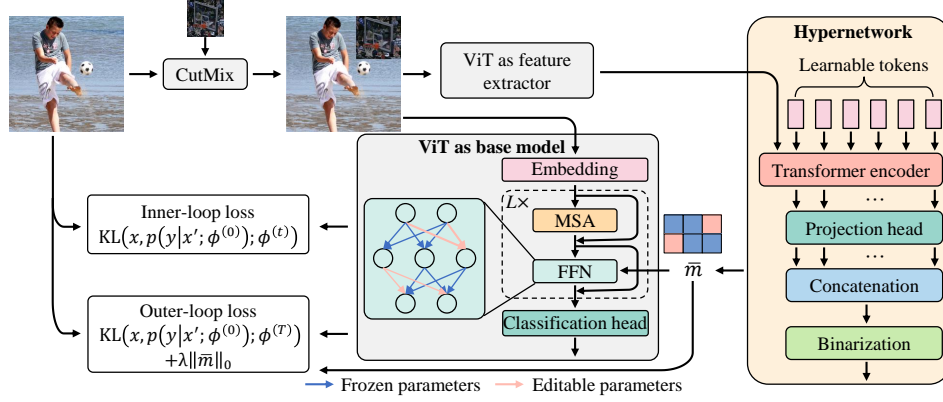 CutMix
ViT as feature
extractor
Hypernetwork
Learnable tokens
Transformer encoder
...
Projection head
...
Concatenation
Binarization
ViT as base model
Embedding
L×
MSA
FFN
Classification head
m̅
Inner-loop loss
KL(x, p(y|x′; ϕ⁽⁰⁾); ϕ⁽ᵗ⁾)
Outer-loop loss
KL(x, p(y|x′; ϕ⁽⁰⁾); ϕ⁽ᵀ⁾)
+λ‖m̅‖₀
Frozen parameters
Editable parameters